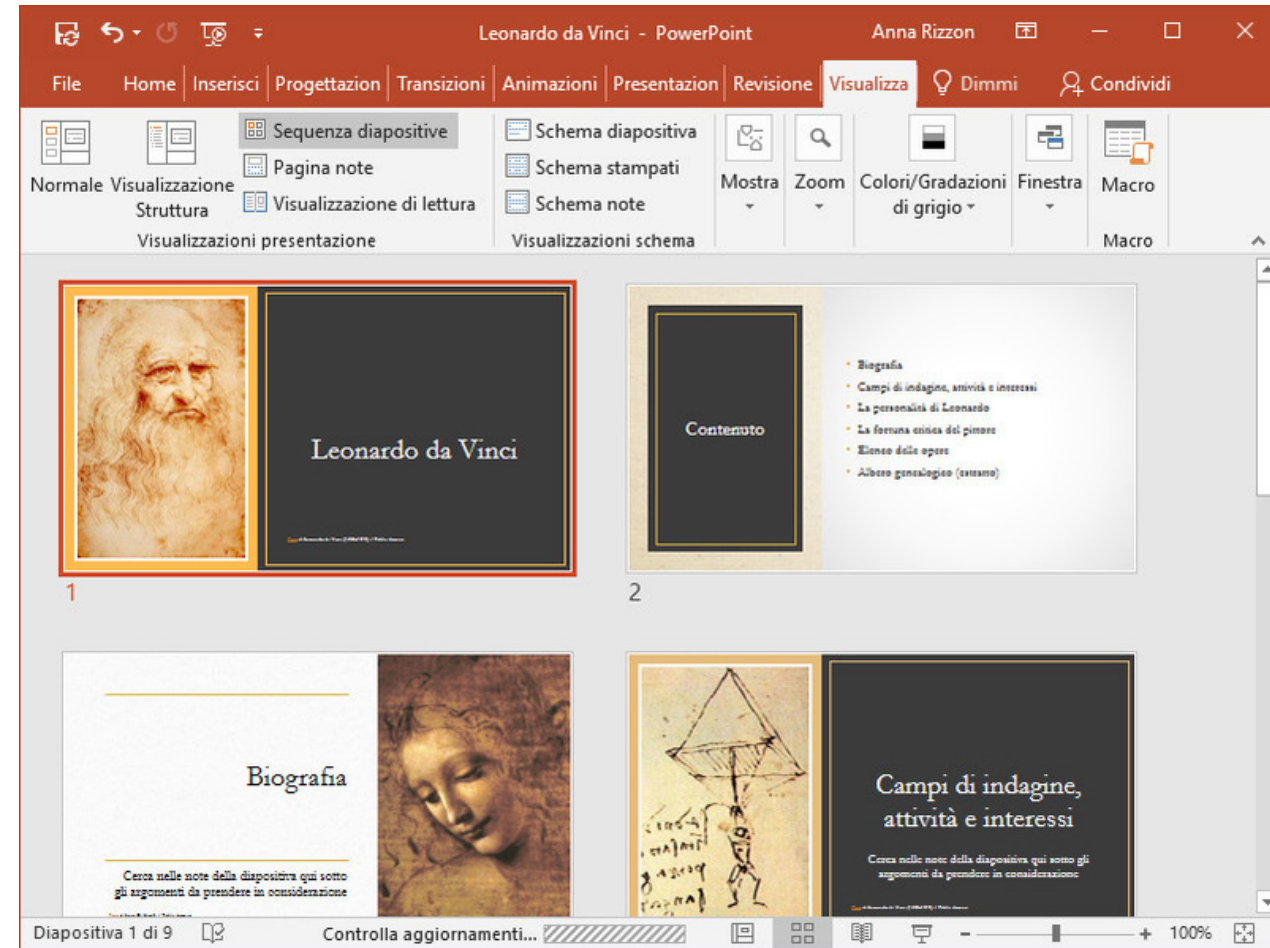 Leonardo da Vinci - PowerPoint Anna Rizzon
File Home Inserisci Progettazion Transizioni Animazioni Presentazion Revisione Visualizza Dimmi Condividi
Normale
Visualizzazione
Struttura
Sequenza diapositive
Pagina note
Visualizzazione di lettura
Visualizzazioni presentazione
Schema diapositiva
Schema stampati
Schema note
Visualizzazioni schema
Mostra
Zoom
Colori/Gradazioni
di grigio
Finestra
Macro
Macro
Leonardo da Vinci
1
Contenuto
• Biografia
• Campi di indagine, attività e interessi
• La personalità di Leonardo
• La fortuna critica del pittore
• Elenco delle opere
• Albero genealogico (estratto)
2
Biografia
Cerca nelle note della diapositiva qui sotto
gli argomenti da prendere in considerazione
Campi di indagine,
attività e interessi
Cerca nelle note della diapositiva qui sotto gli
argomenti da prendere in considerazione
Diapositiva 1 di 9 Controlla aggiornamenti... - + 100%